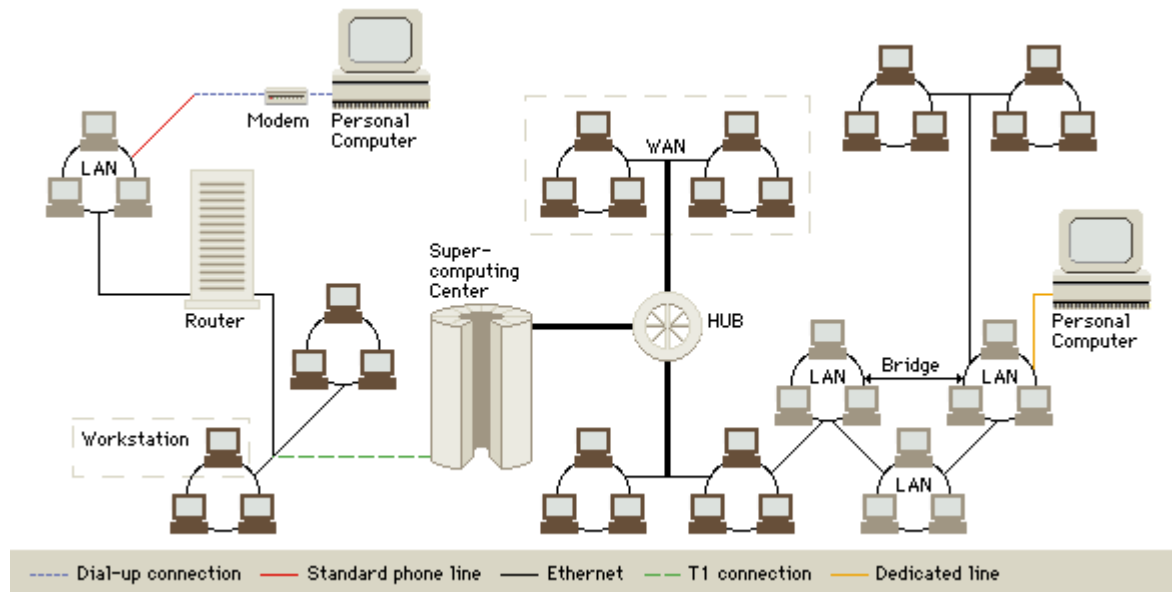 Modem
Personal
Computer
LAN
WAN
Router
Super-
computing
Center
HUB
Personal
Computer
LAN
Bridge
LAN
Workstation
LAN
Dial-up connection
Standard phone line
Ethernet
T1 connection
Dedicated line